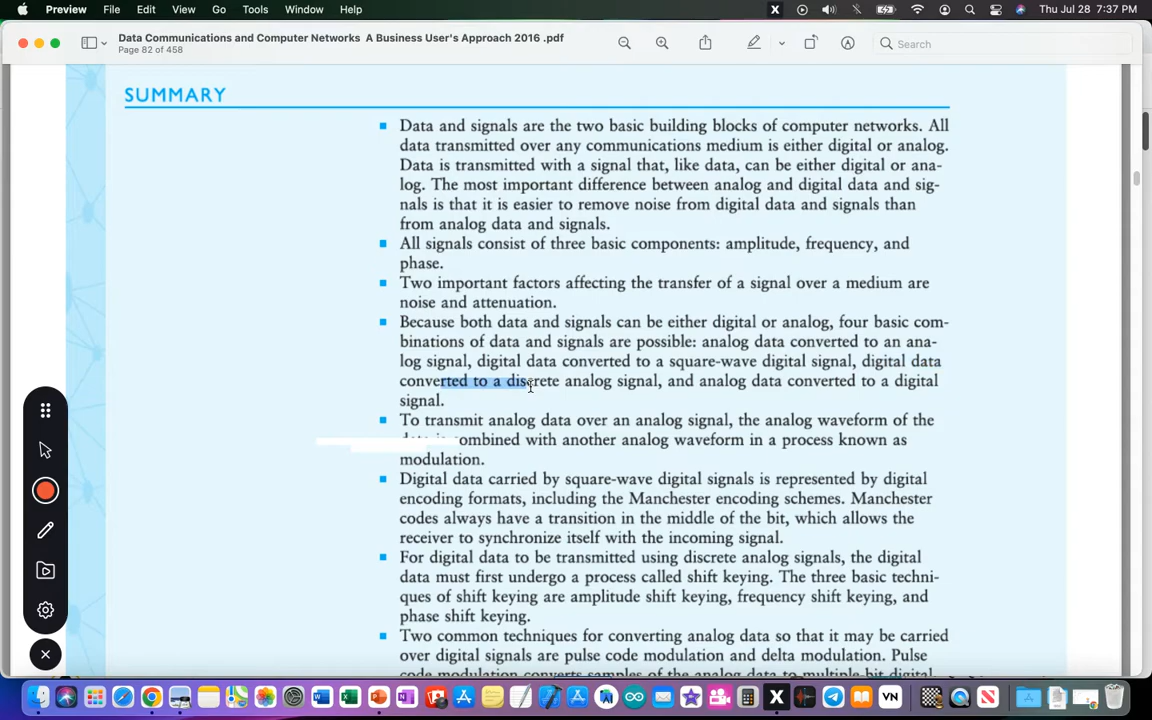 Preview File Edit View Go Tools Window Help X Thu Jul 28 7:37 PM
Data Communications and Computer Networks A Business User's Approach 2016 .pdf
Page 82 of 458
Search
SUMMARY
Data and signals are the two basic building blocks of computer networks. All
data transmitted over any communications medium is either digital or analog.
Data is transmitted with a signal that, like data, can be either digital or ana-
log. The most important difference between analog and digital data and sig-
nals is that it is easier to remove noise from digital data and signals than
from analog data and signals.
All signals consist of three basic components: amplitude, frequency, and
phase.
Two important factors affecting the transfer of a signal over a medium are
noise and attenuation.
Because both data and signals can be either digital or analog, four basic com-
binations of data and signals are possible: analog data converted to an ana-
log signal, digital data converted to a square-wave digital signal, digital data
converted to a discrete analog signal, and analog data converted to a digital
signal.
To transmit analog data over an analog signal, the analog waveform of the
combined with another analog waveform in a process known as
modulation.
Digital data carried by square-wave digital signals is represented by digital
encoding formats, including the Manchester encoding schemes. Manchester
codes always have a transition in the middle of the bit, which allows the
receiver to synchronize itself with the incoming signal.
For digital data to be transmitted using discrete analog signals, the digital
data must first undergo a process called shift keying. The three basic techni-
ques of shift keying are amplitude shift keying, frequency shift keying, and
phase shift keying.
Two common techniques for converting analog data so that it may be carried
over digital signals are pulse code modulation and delta modulation. Pulse
code modulation converts samples of the analog data to multiple-bit digital